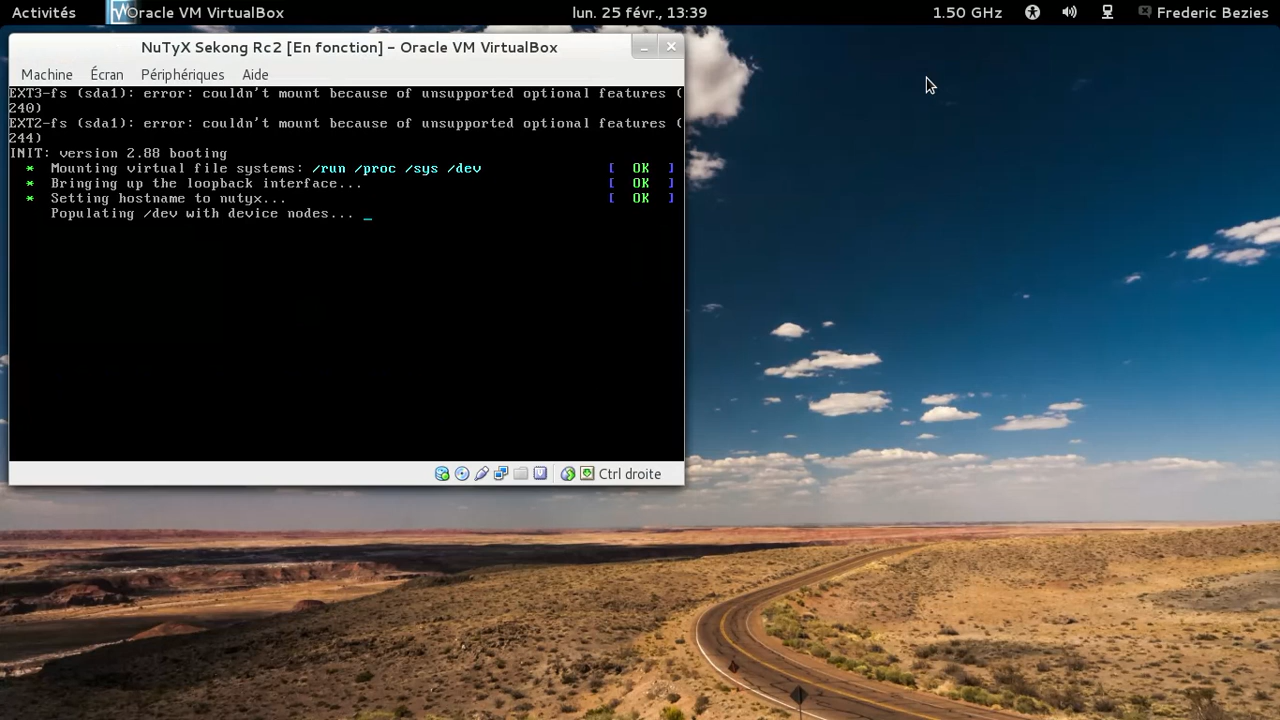 Activités
Oracle VM VirtualBox
lun. 25 févr., 13:39
1.50 GHz
Frederic Bezies
NuTyX Sekong Rc2 [En fonction] - Oracle VM VirtualBox
Machine Écran Périphériques Aide
EXT3-fs (sda1): error: couldn't mount because of unsupported optional features (
240)
EXT2-fs (sda1): error: couldn't mount because of unsupported optional features (
244)
INIT: version 2.88 booting
* Mounting virtual file systems: /run /proc /sys /dev [ OK ]
* Bringing up the loopback interface... [ OK ]
* Setting hostname to nutyx... [ OK ]
Populating /dev with device nodes... _
Ctrl droite